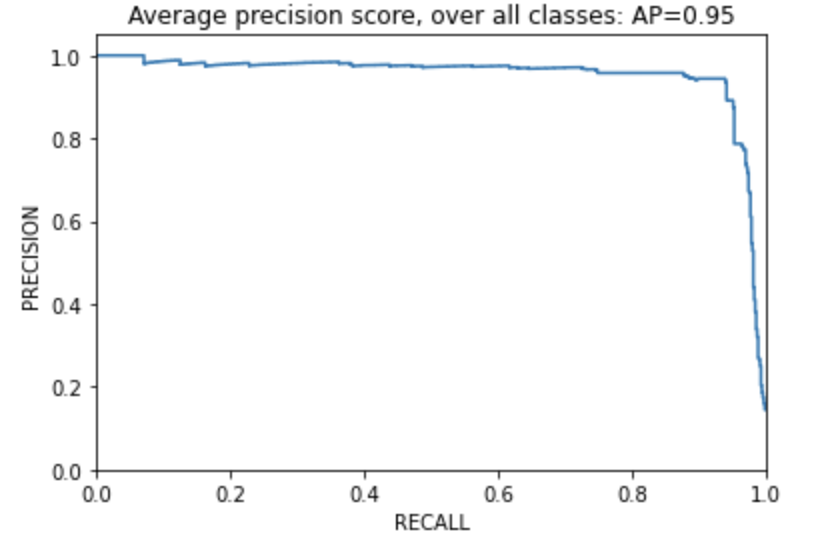 Average precision score, over all classes: AP=0.95
1.0
0.8
0.6
0.4
0.2
0.0
PRECISION
0.0 0.2 0.4 0.6 0.8 1.0
RECALL